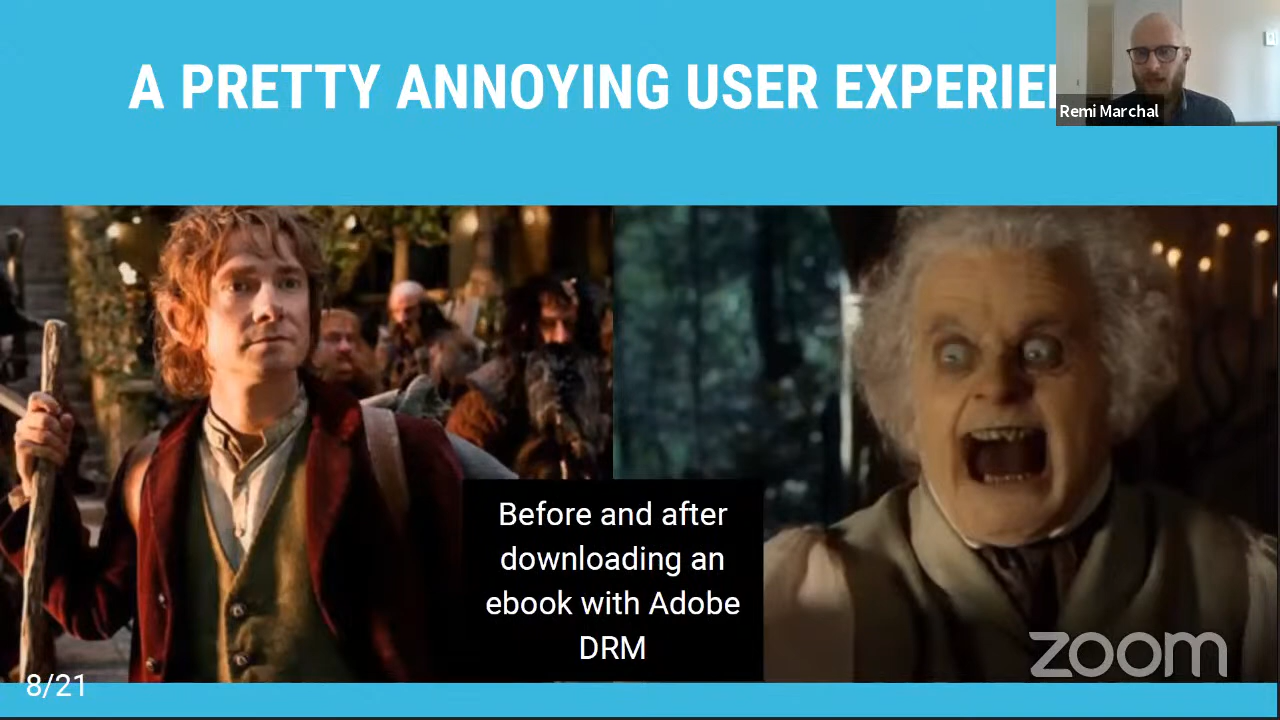 A PRETTY ANNOYING USER EXPERIE
Remi Marchal
Before and after
downloading an
ebook with Adobe
DRM
zoom
8/21